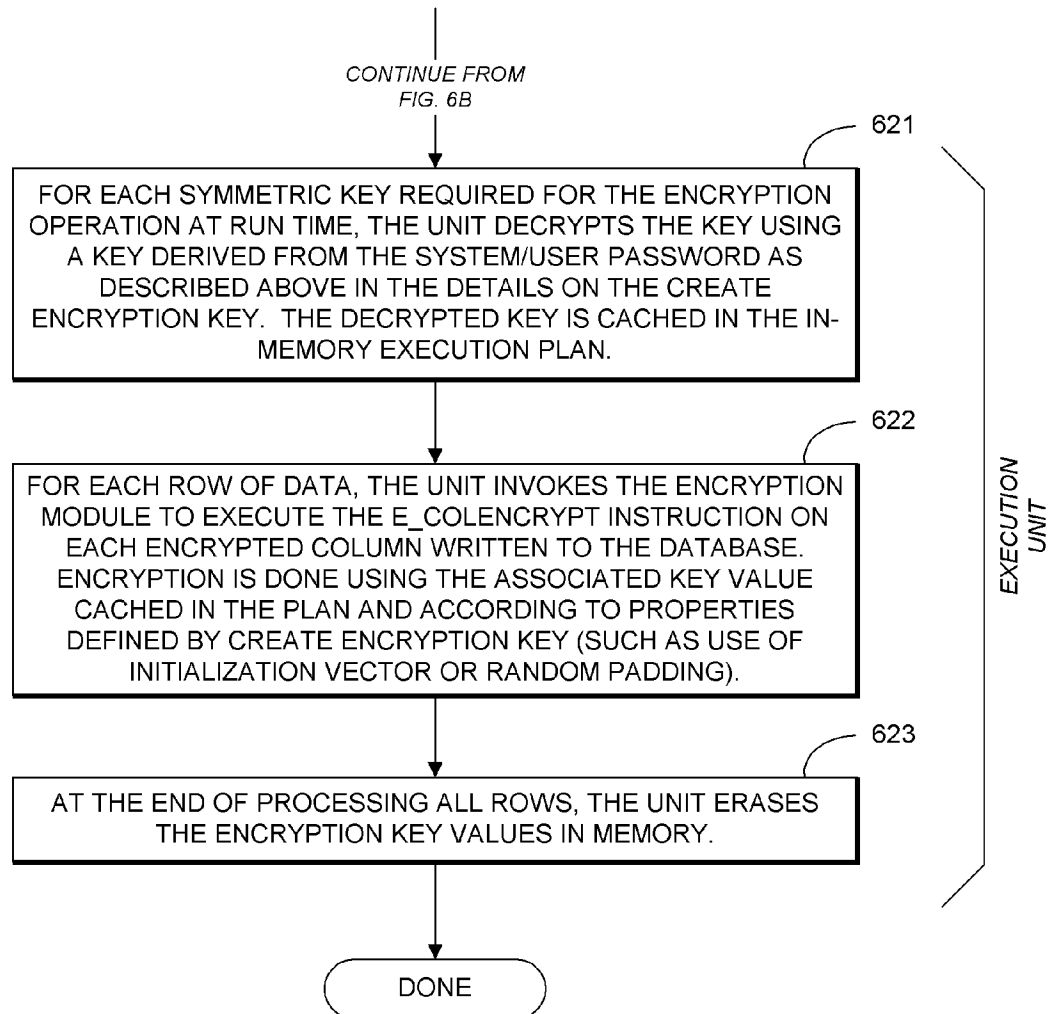 CONTINUE FROM
FIG. 6B
621
FOR EACH SYMMETRIC KEY REQUIRED FOR THE ENCRYPTION
OPERATION AT RUN TIME, THE UNIT DECRYPTS THE KEY USING
A KEY DERIVED FROM THE SYSTEM/USER PASSWORD AS
DESCRIBED ABOVE IN THE DETAILS ON THE CREATE
ENCRYPTION KEY. THE DECRYPTED KEY IS CACHED IN THE IN-
MEMORY EXECUTION PLAN.
622
FOR EACH ROW OF DATA, THE UNIT INVOKES THE ENCRYPTION
MODULE TO EXECUTE THE E_COLENCRYPT INSTRUCTION ON
EACH ENCRYPTED COLUMN WRITTEN TO THE DATABASE.
ENCRYPTION IS DONE USING THE ASSOCIATED KEY VALUE
CACHED IN THE PLAN AND ACCORDING TO PROPERTIES
DEFINED BY CREATE ENCRYPTION KEY (SUCH AS USE OF
INITIALIZATION VECTOR OR RANDOM PADDING).
EXECUTION
UNIT
623
AT THE END OF PROCESSING ALL ROWS, THE UNIT ERASES
THE ENCRYPTION KEY VALUES IN MEMORY.
DONE